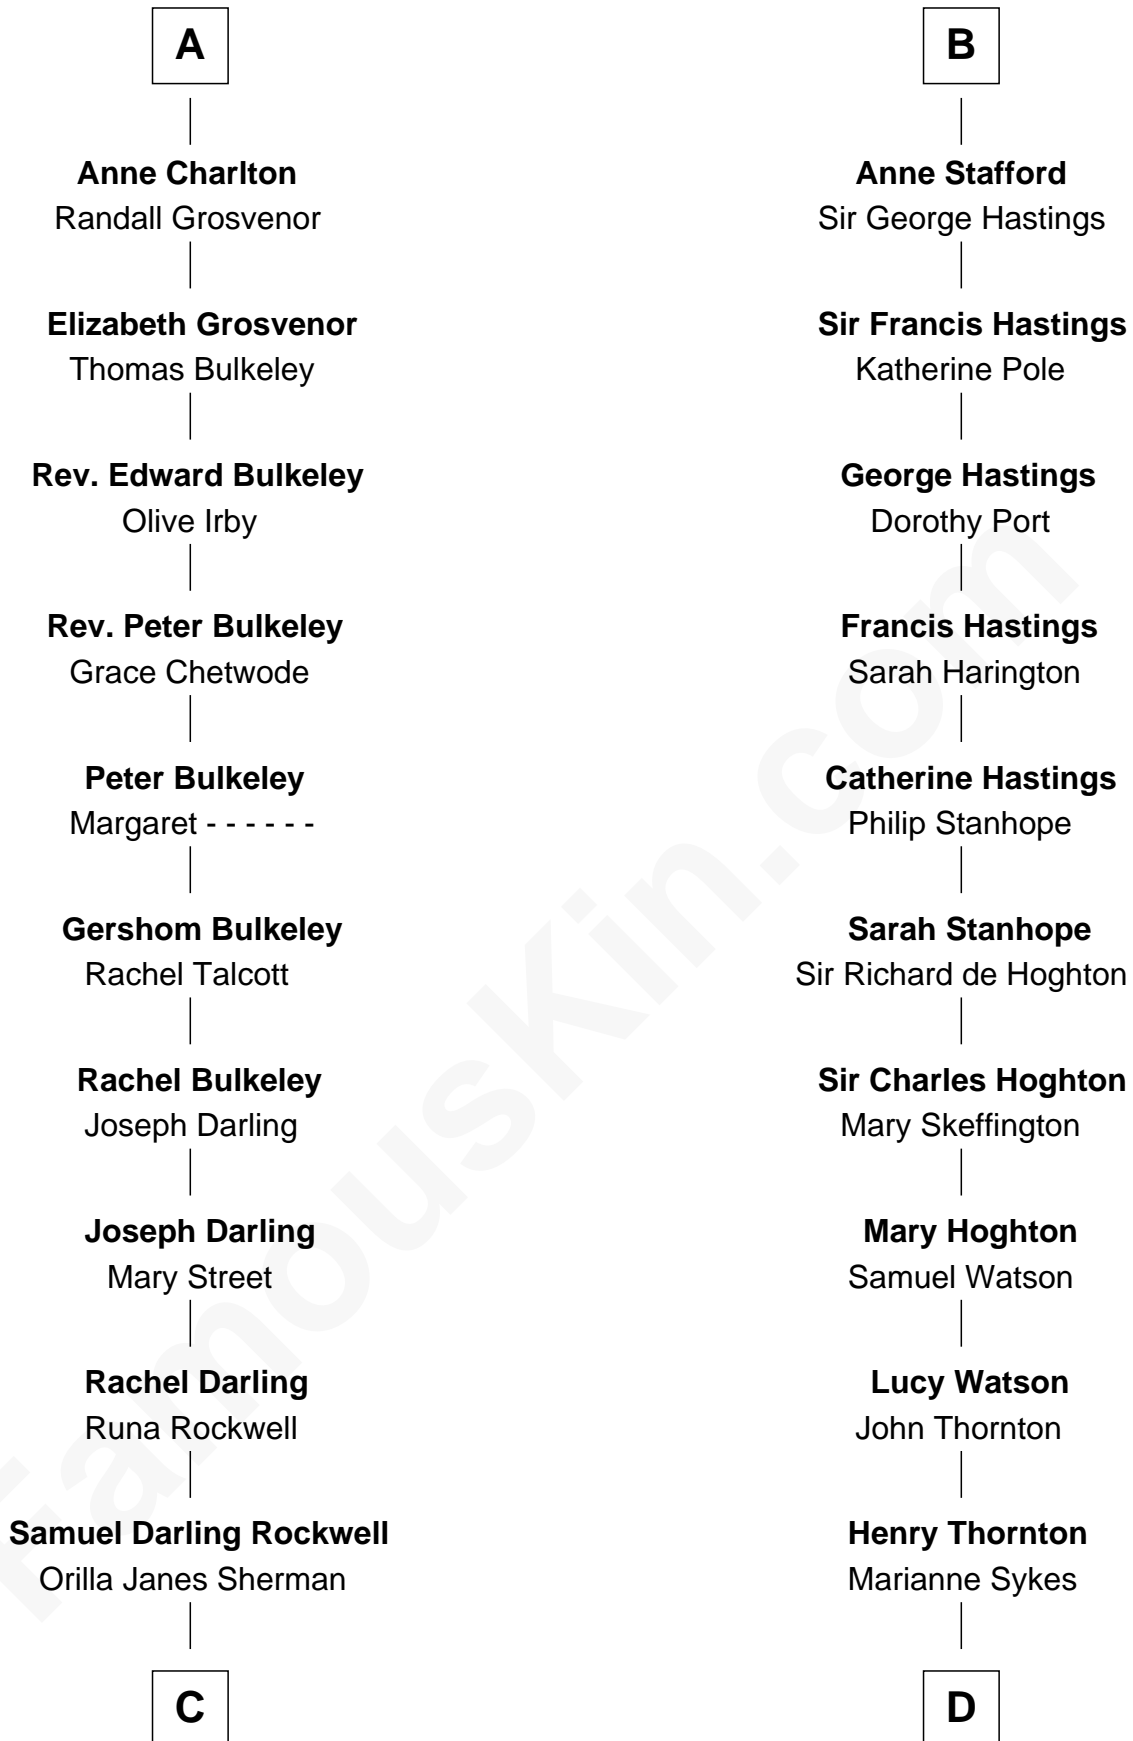 A
Anne Charlton
Randall Grosvenor
Elizabeth Grosvenor
Thomas Bulkeley
Rev. Edward Bulkeley
Olive Irby
Rev. Peter Bulkeley
Grace Chetwode
Peter Bulkeley
Margaret - - - - - -
Gershom Bulkeley
Rachel Talcott
Rachel Bulkeley
Joseph Darling
Joseph Darling
Mary Street
Rachel Darling
Runa Rockwell
Samuel Darling Rockwell
Orilla Janes Sherman
C
B
Anne Stafford
Sir George Hastings
Sir Francis Hastings
Katherine Pole
George Hastings
Dorothy Port
Francis Hastings
Sarah Harington
Catherine Hastings
Philip Stanhope
Sarah Stanhope
Sir Richard de Hoghton
Sir Charles Hoghton
Mary Skeffington
Mary Hoghton
Samuel Watson
Lucy Watson
John Thornton
Henry Thornton
Marianne Sykes
D
FamousKin.com